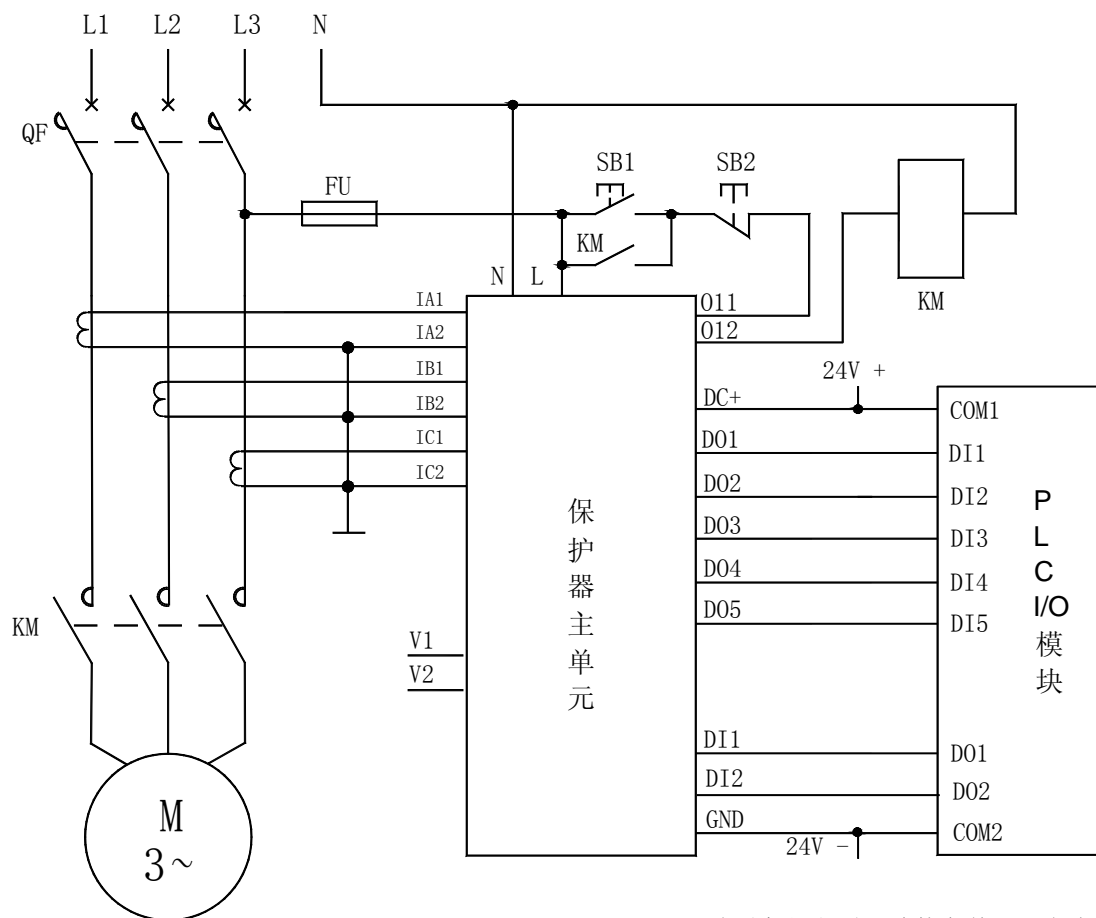 L1
L2
L3
N
QF
FU
SB1
SB2
KM
KM
N
L
IA1
IA2
IB1
IB2
IC1
IC2
O11
O12
24V +
DC+
COM1
DO1
DI1
DO2
DI2
DO3
DI3
DO4
DI4
DO5
DI5
保护器主单元
PLC I/O 模块
KM
V1
V2
DI1
DO1
DI2
DO2
GND
COM2
24V -
M
3~